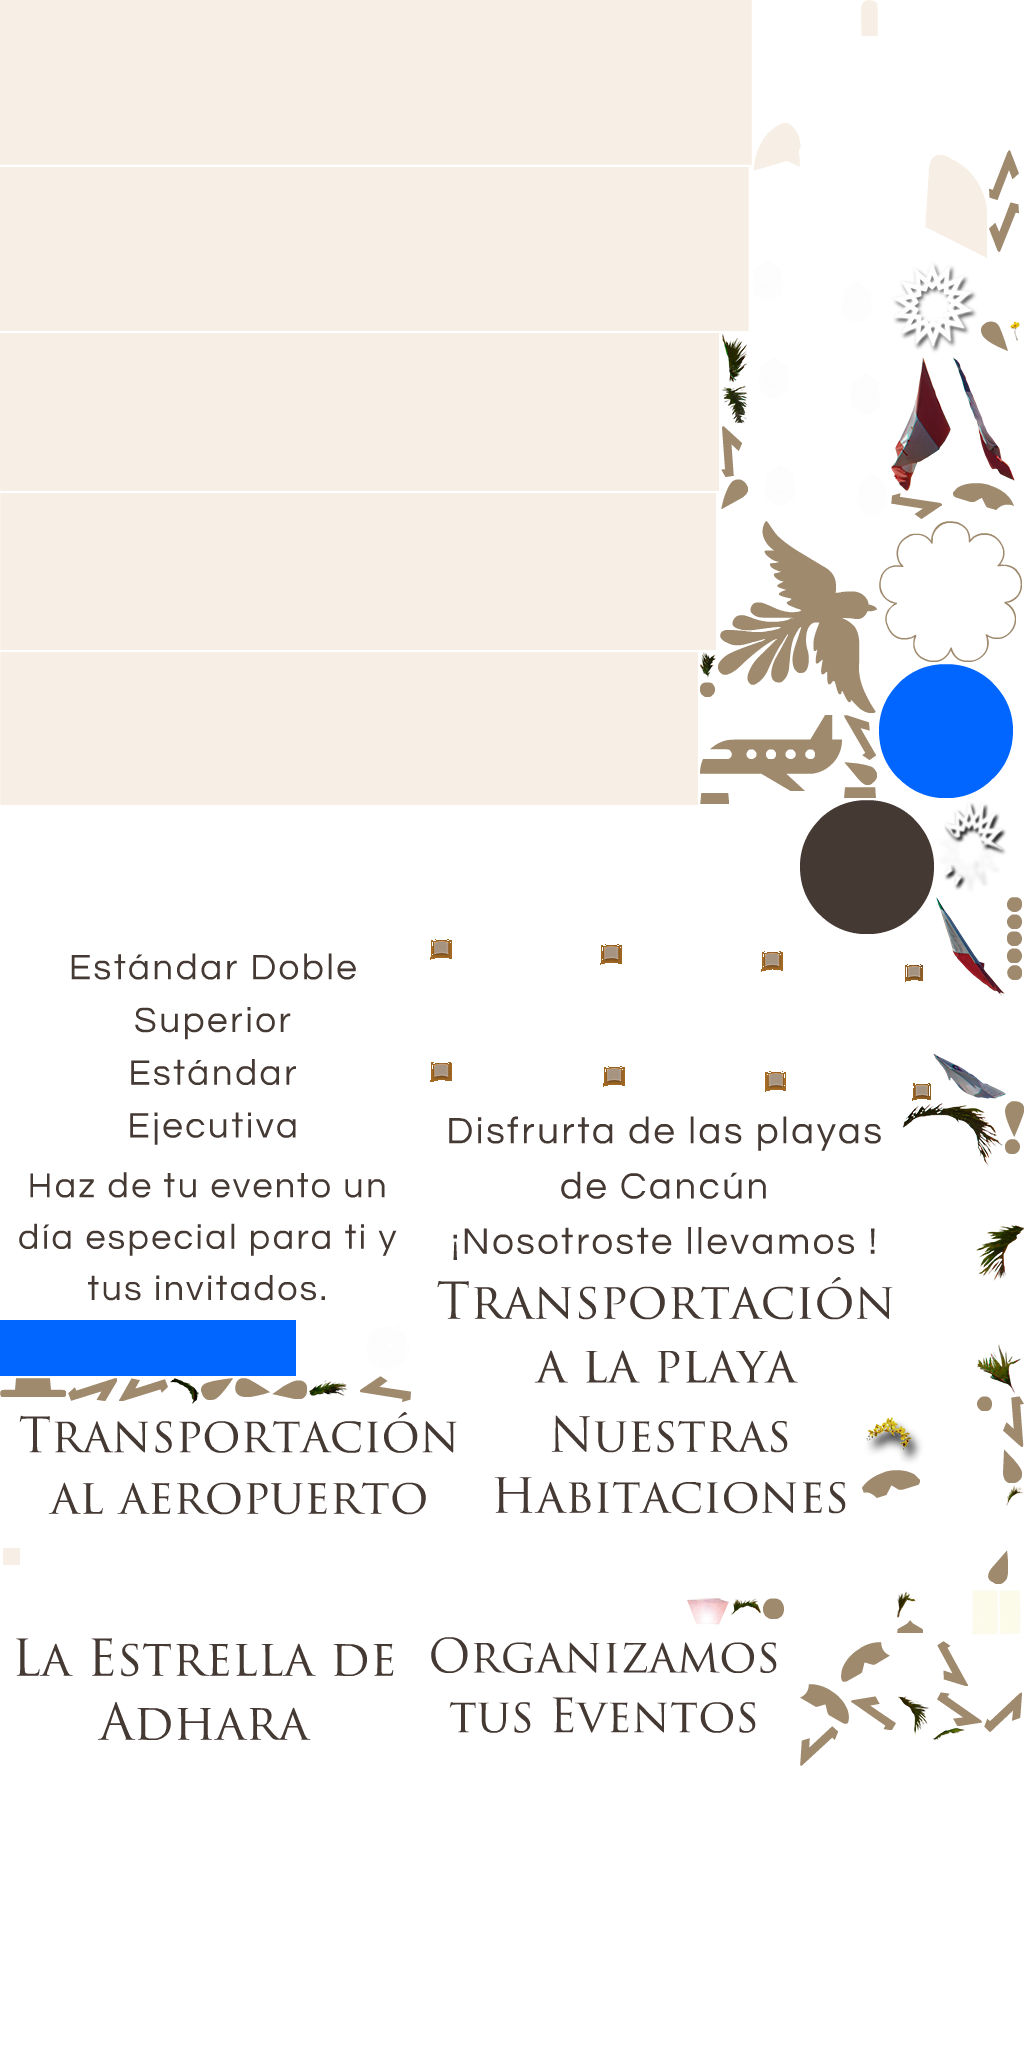 Estándar Doble
Superior
Estándar
Ejecutiva
Haz de tu evento un
día especial para ti y
tus invitados.
Disfrurta de las playas
de Cancún
¡Nosotroste llevamos !
Transportación
a la playa
Transportación
al aeropuerto
Nuestras
Habitaciones
La Estrella de
Adhara
Organizamos
tus Eventos